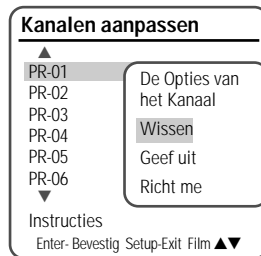 Kanalen aanpassen
▲
PR-01
PR-02
PR-03
PR-04
PR-05
PR-06
▼
De Opties van
het Kanaal
Wissen
Geef uit
Richt me
Instructies
Enter- Bevestig Setup-Exit Film ▲▼